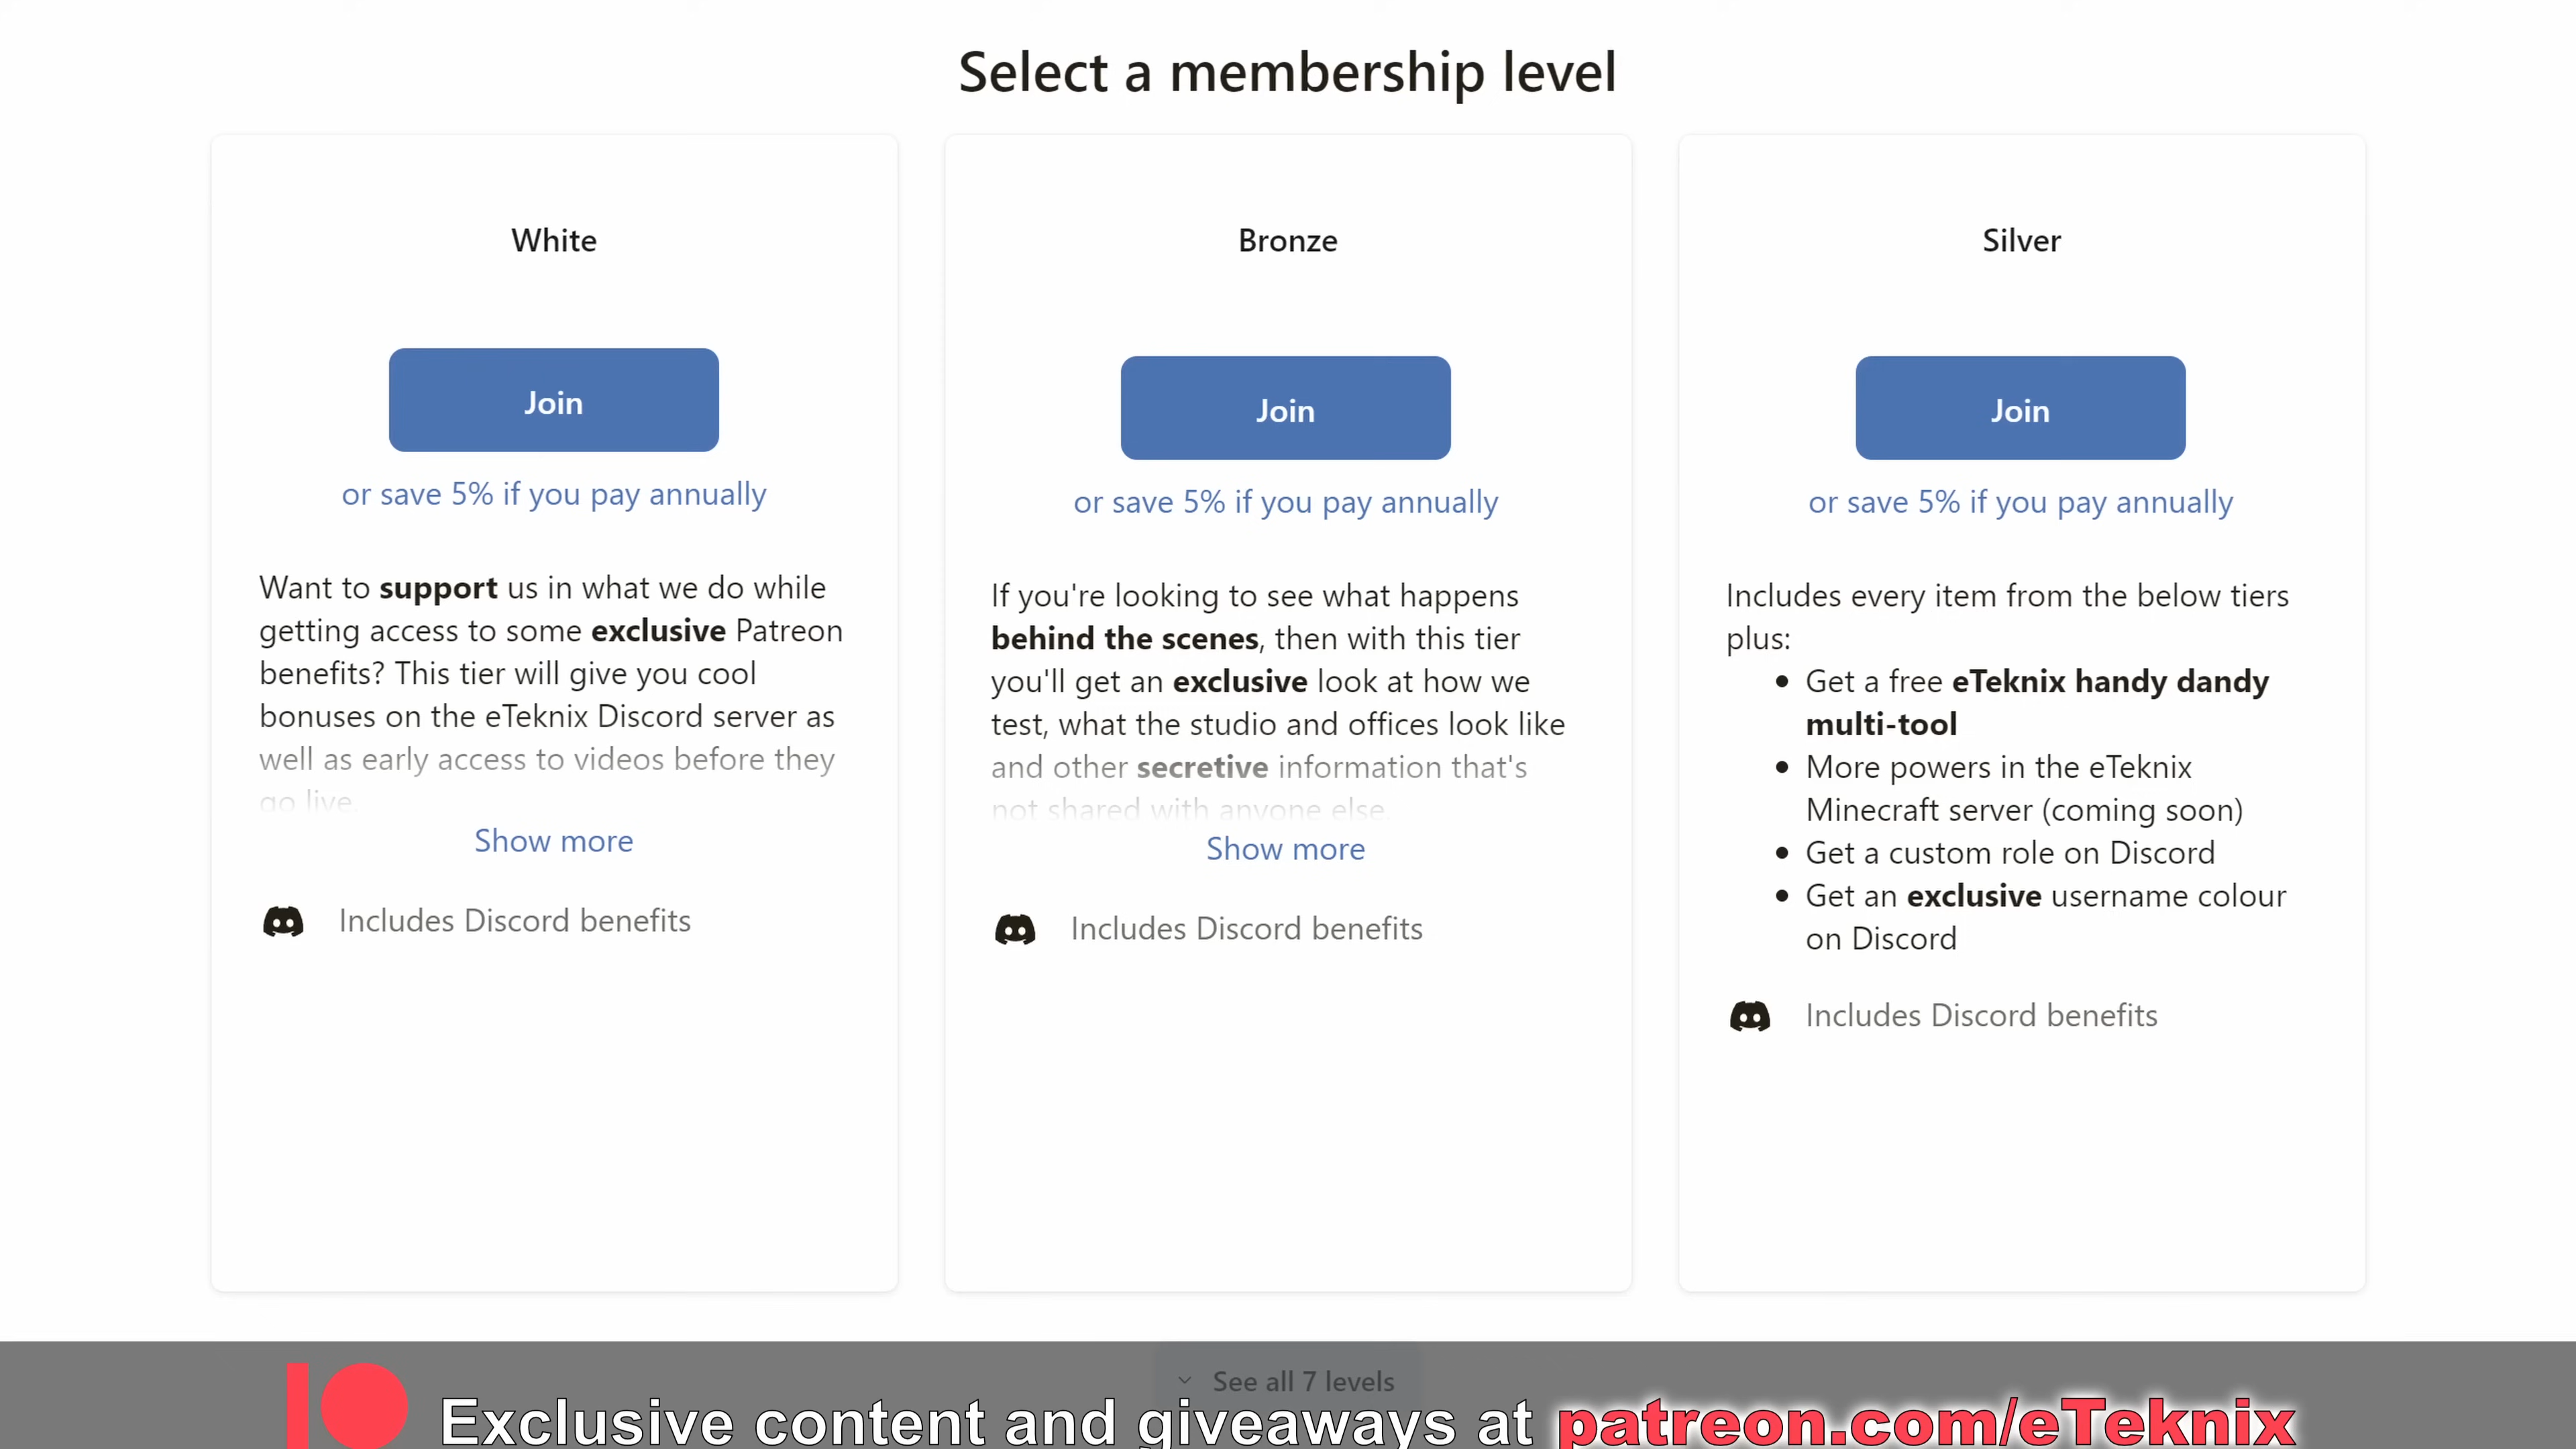 Select a membership level
White
Join
or save 5% if you pay annually
Want to support us in what we do while
getting access to some exclusive Patreon
benefits? This tier will give you cool
bonuses on the eTeknix Discord server as
well as early access to videos before they
go live.
Show more
Includes Discord benefits
Bronze
Join
or save 5% if you pay annually
If you're looking to see what happens
behind the scenes, then with this tier
you'll get an exclusive look at how we
test, what the studio and offices look like
and other secretive information that's
not shared with anyone else.
Show more
Includes Discord benefits
Silver
Join
or save 5% if you pay annually
Includes every item from the below tiers
plus:
• Get a free eTeknix handy dandy
multi-tool
• More powers in the eTeknix
Minecraft server (coming soon)
• Get a custom role on Discord
• Get an exclusive username colour
on Discord
Includes Discord benefits
See all 7 levels
Exclusive content and giveaways at patreon.com/eTeknix